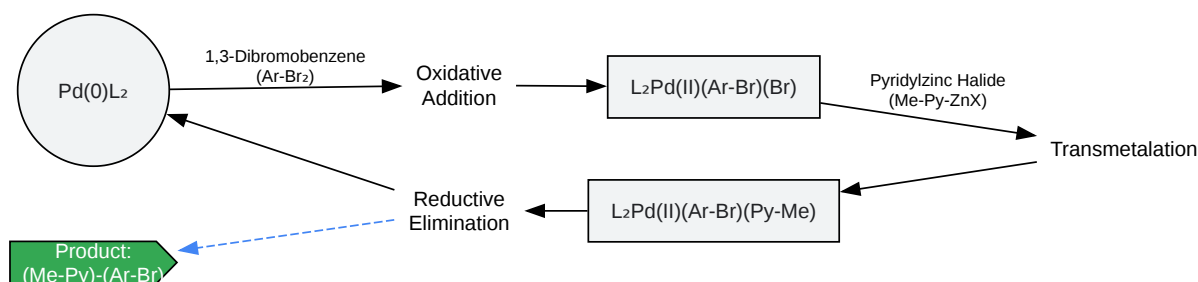 Pd(0)L₂
1,3-Dibromobenzene
(Ar-Br₂)
Oxidative
Addition
L₂Pd(II)(Ar-Br)(Br)
Pyridylzinc Halide
(Me-Py-ZnX)
Transmetalation
L₂Pd(II)(Ar-Br)(Py-Me)
Reductive
Elimination
Product:
(Me-Py)-(Ar-Br)